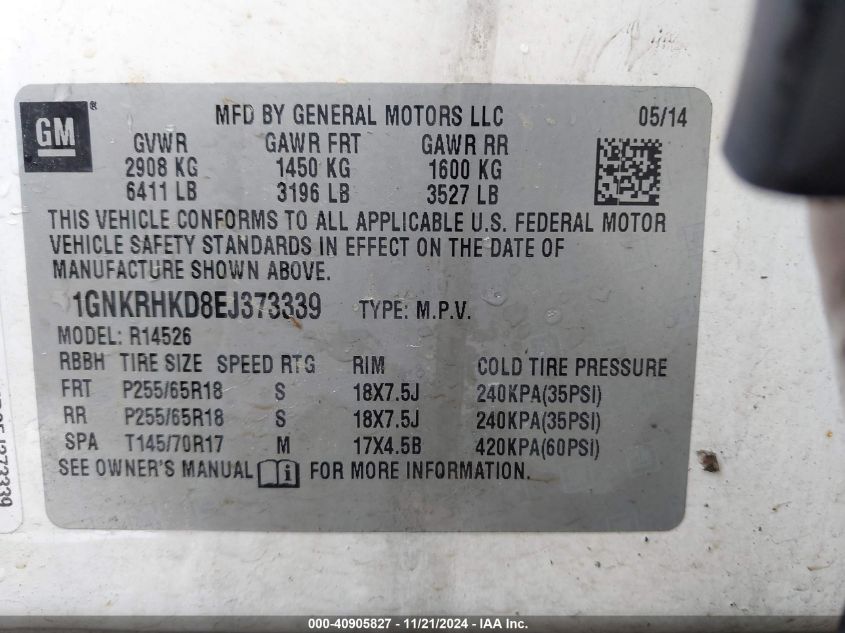 GM ®
MFD BY GENERAL MOTORS LLC 05/14
GVWR GAWR FRT GAWR RR
2908 KG 1450 KG 1600 KG
6411 LB 3196 LB 3527 LB
THIS VEHICLE CONFORMS TO ALL APPLICABLE U.S. FEDERAL MOTOR
VEHICLE SAFETY STANDARDS IN EFFECT ON THE DATE OF
MANUFACTURE SHOWN ABOVE.
1GNKRHKD8EJ373339 TYPE: M.P.V.
MODEL: R14526
RBBH TIRE SIZE SPEED RTG RIM COLD TIRE PRESSURE
FRT P255/65R18 S 18X7.5J 240KPA(35PSI)
RR P255/65R18 S 18X7.5J 240KPA(35PSI)
SPA T145/70R17 M 17X4.5B 420KPA(60PSI)
SEE OWNER'S MANUAL i FOR MORE INFORMATION.
000-40905827 - 11/21/2024 - IAA Inc.